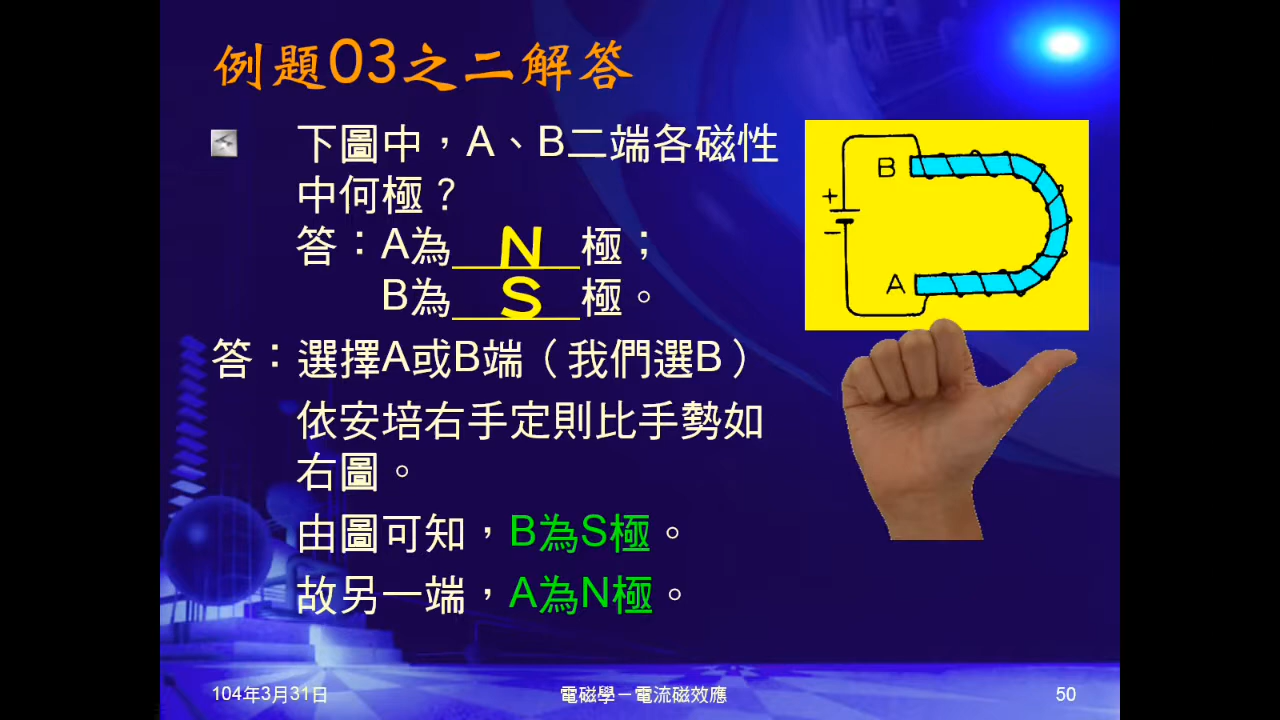 例題03之二解答
下圖中，A、B二端各磁性
中何極？
答：A為 N 極；
B為 S 極。
答：選擇A或B端（我們選B）
依安培右手定則比手勢如
右圖。
由圖可知，B為S極。
故另一端，A為N極。
B
+
−
A
104年3月31日
電磁學－電流磁效應
50